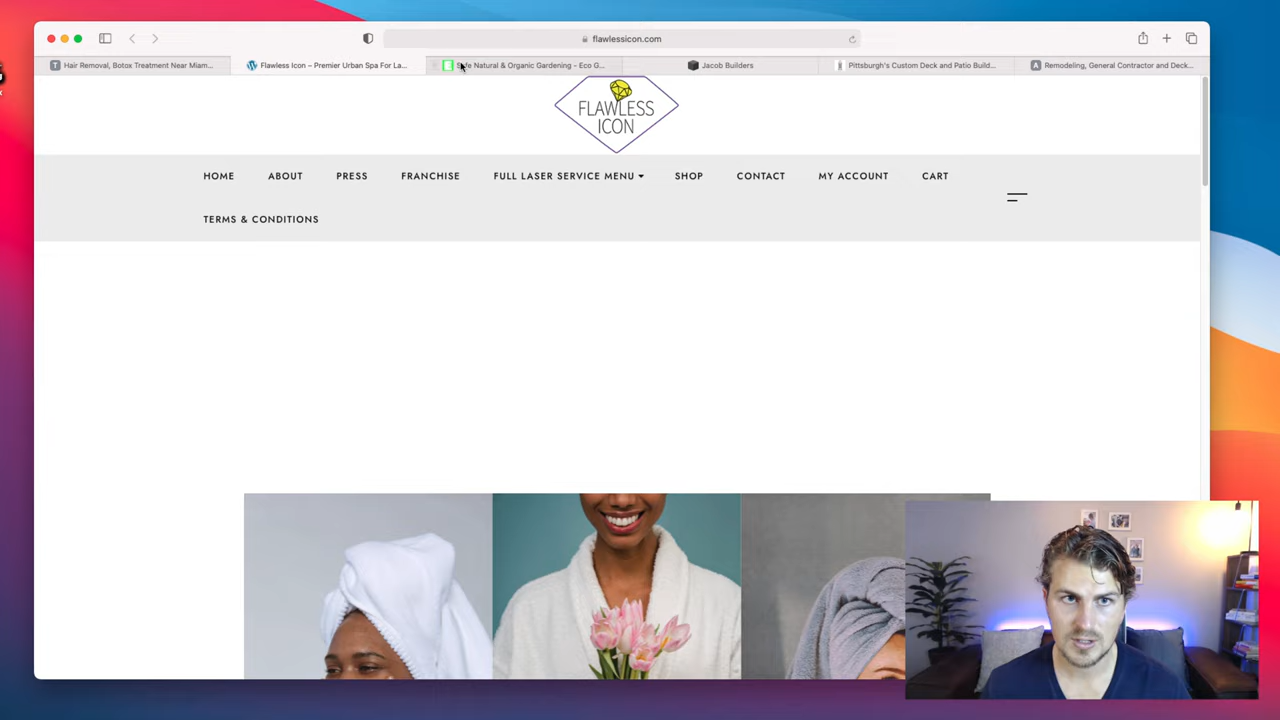 flawlessicon.com
Hair Removal, Botox Treatment Near Miam...
Flawless Icon – Premier Urban Spa For La...
Safe Natural & Organic Gardening - Eco G...
Jacob Builders
Pittsburgh's Custom Deck and Patio Build...
Remodeling, General Contractor and Deck...
FLAWLESS
ICON
HOME
ABOUT
PRESS
FRANCHISE
FULL LASER SERVICE MENU
SHOP
CONTACT
MY ACCOUNT
CART
TERMS & CONDITIONS